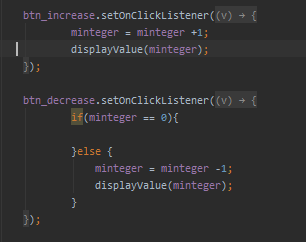 btn_increase.setOnClickListener((v) → {
minteger = minteger +1;
displayValue(minteger);
});
btn_decrease.setOnClickListener((v) → {
if(minteger == 0){
}else {
minteger = minteger -1;
displayValue(minteger);
}
});